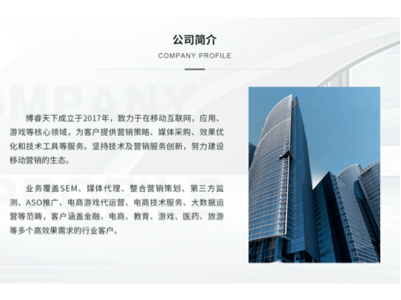 公司简介
COMPANY PROFILE
博睿天下成立于2017年，致力于在移动互联网，应用、
游戏等核心领域，为客户提供营销策略、媒体采购、效果优
化和技术工具等服务。坚持技术及营销服务创新，努力建设
移动营销的生态。
业务覆盖SEM、媒体代理、整合营销策划、第三方监
测、ASO推广、电商游戏代运营、电商技术服务、大数据运
营等范畴，客户涵盖金融、电商、教育、游戏、医药、旅游
等多个高效果需求的行业客户。
COMPANY